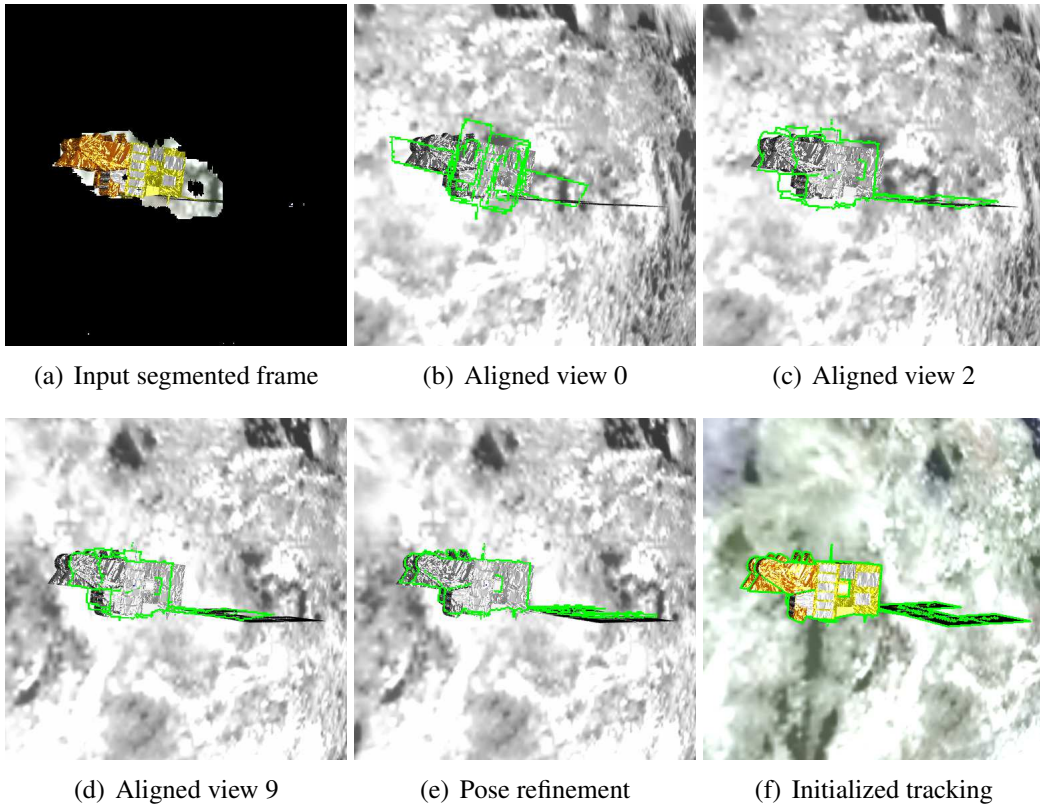 (a) Input segmented frame
(b) Aligned view 0
(c) Aligned view 2
(d) Aligned view 9
(e) Pose refinement
(f) Initialized tracking